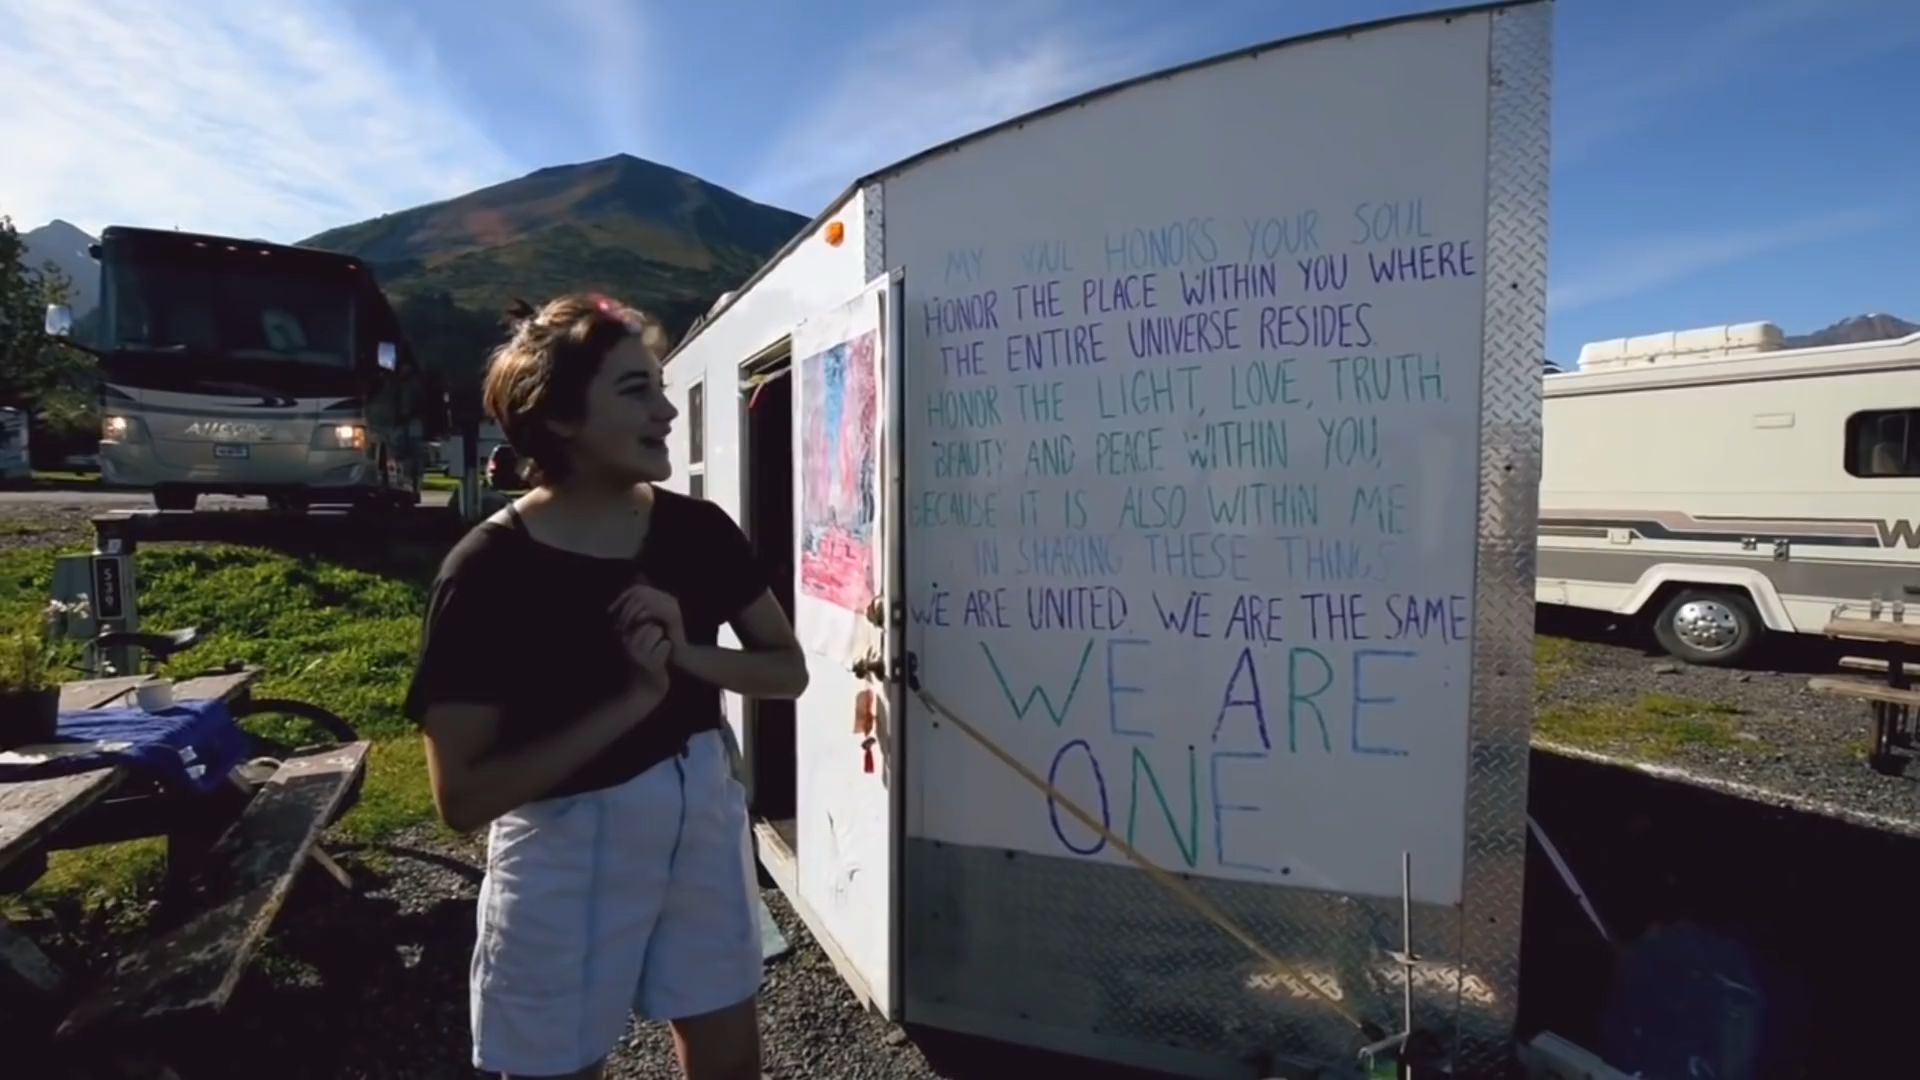 MY SOUL HONORS YOUR SOUL
HONOR THE PLACE WITHIN YOU WHERE
THE ENTIRE UNIVERSE RESIDES.
HONOR THE LIGHT, LOVE, TRUTH,
BEAUTY AND PEACE WITHIN YOU,
BECAUSE IT IS ALSO WITHIN ME
IN SHARING THESE THINGS
WE ARE UNITED. WE ARE THE SAME
WE ARE
ONE.
ALLEGRO
539
W